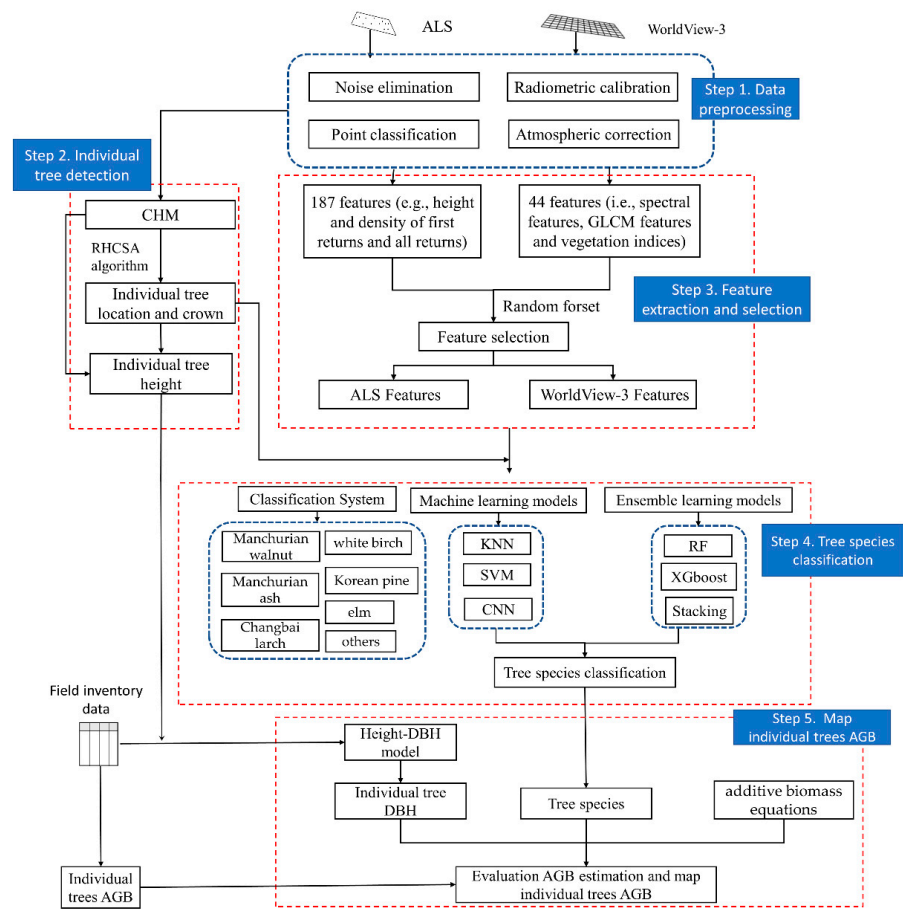 ALS
WorldView-3
Step 1. Data
preprocessing
Noise elimination
Radiometric calibration
Point classification
Atmospheric correction
Step 2. Individual
tree detection
CHM
RHCSA
algorithm
Individual tree
location and crown
Individual tree
height
187 features (e.g., height
and density of first
returns and all returns)
44 features (i.e., spectral
features, GLCM features
and vegetation indices)
Step 3. Feature
extraction and selection
Random forset
Feature selection
ALS Features
WorldView-3 Features
Classification System
Machine learning models
Ensemble learning models
Step 4. Tree species
classification
Manchurian
walnut
white birch
Manchurian
ash
Korean pine
elm
Changbai
larch
others
KNN
SVM
CNN
RF
XGboost
Stacking
Tree species classification
Field inventory
data
Step 5. Map
individual trees AGB
Height-DBH
model
Individual tree
DBH
Tree species
additive biomass
equations
Individual
trees AGB
Evaluation AGB estimation and map
individual trees AGB